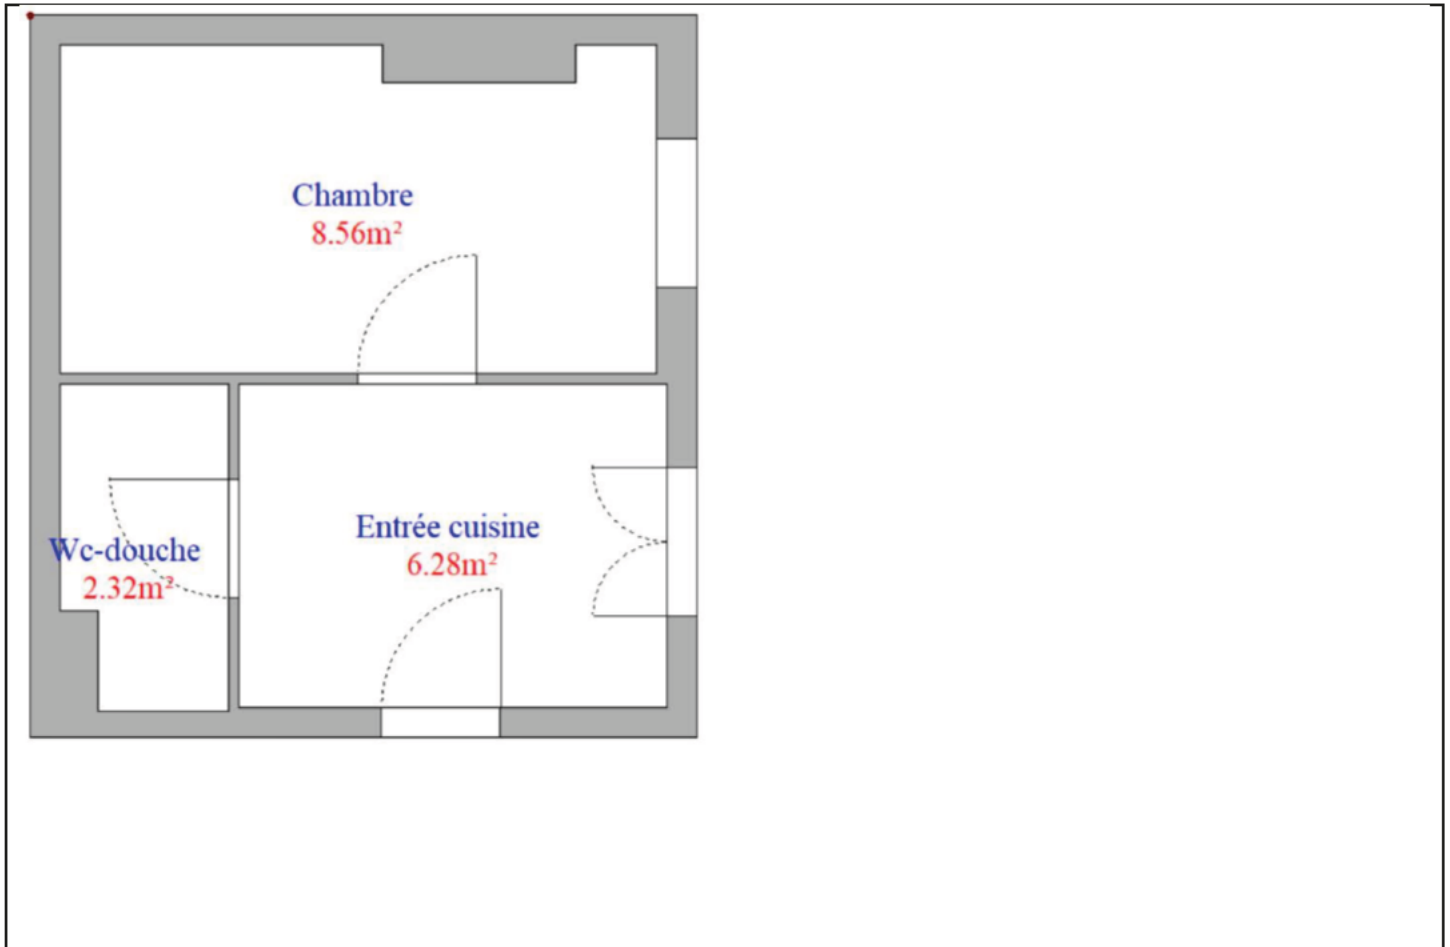 Chambre
8.56m²
Entrée cuisine
6.28m²
Wc-douche
2.32m²